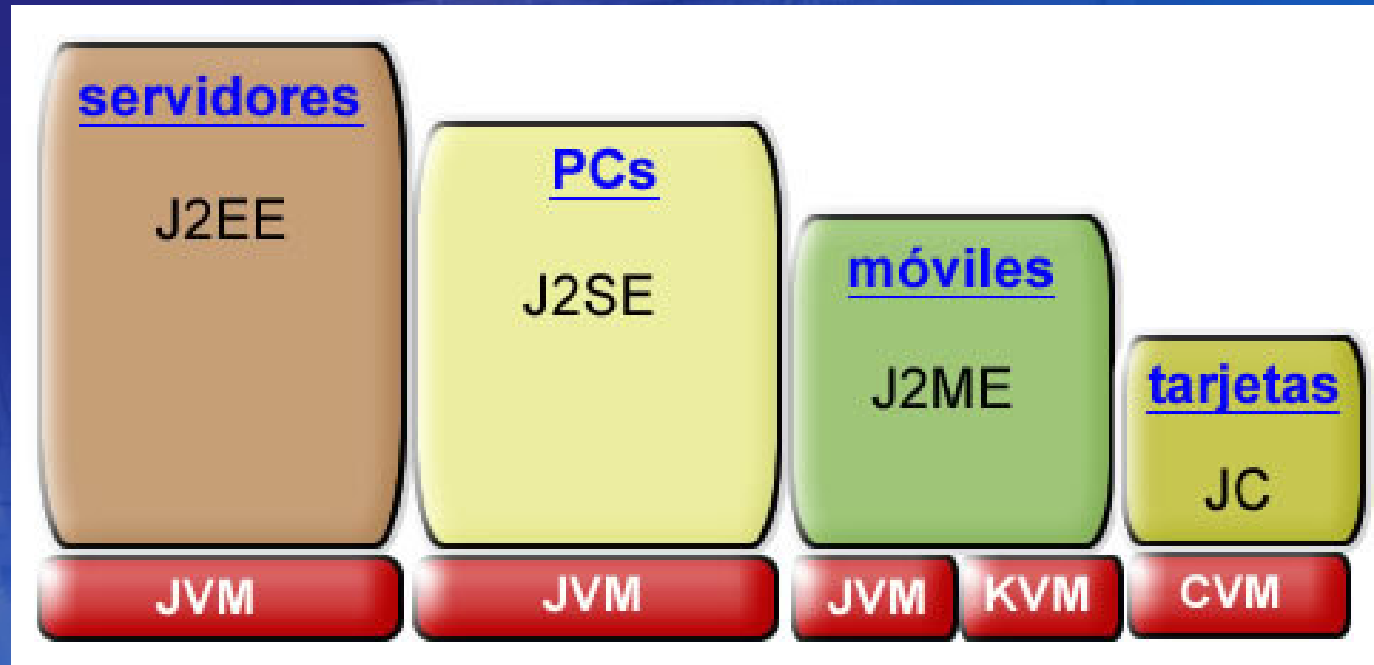 servidores
J2EE
PCs
J2SE
móviles
J2ME
tarjetas
JC
JVM
JVM
JVM
KVM
CVM